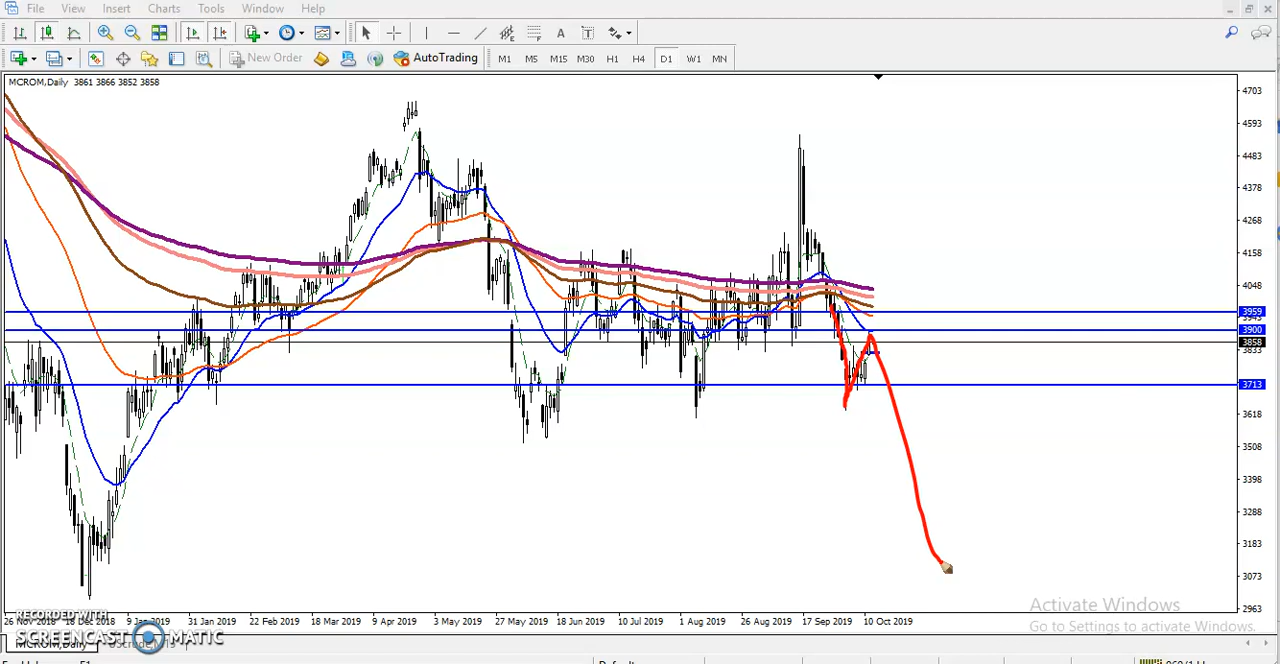 File View Insert Charts Tools Window Help
A T
New Order AutoTrading M1 M5 M15 M30 H1 H4 D1 W1 MN
MCROM,Daily 3861 3866 3852 3858
4703
4593
4483
4378
4268
4158
4048
3959
3943
3900
3858
3833
3713
3618
3508
3398
3288
3183
3073
2963
26 Nov 2018 18 Dec 2018 9 Jan 2019 31 Jan 2019 22 Feb 2019 18 Mar 2019 9 Apr 2019 3 May 2019 27 May 2019 18 Jun 2019 10 Jul 2019 1 Aug 2019 26 Aug 2019 17 Sep 2019 10 Oct 2019
Activate Windows
Go to Settings to activate Windows.
RECORDED WITH
SCREENCAST MATIC
MCROM,Daily